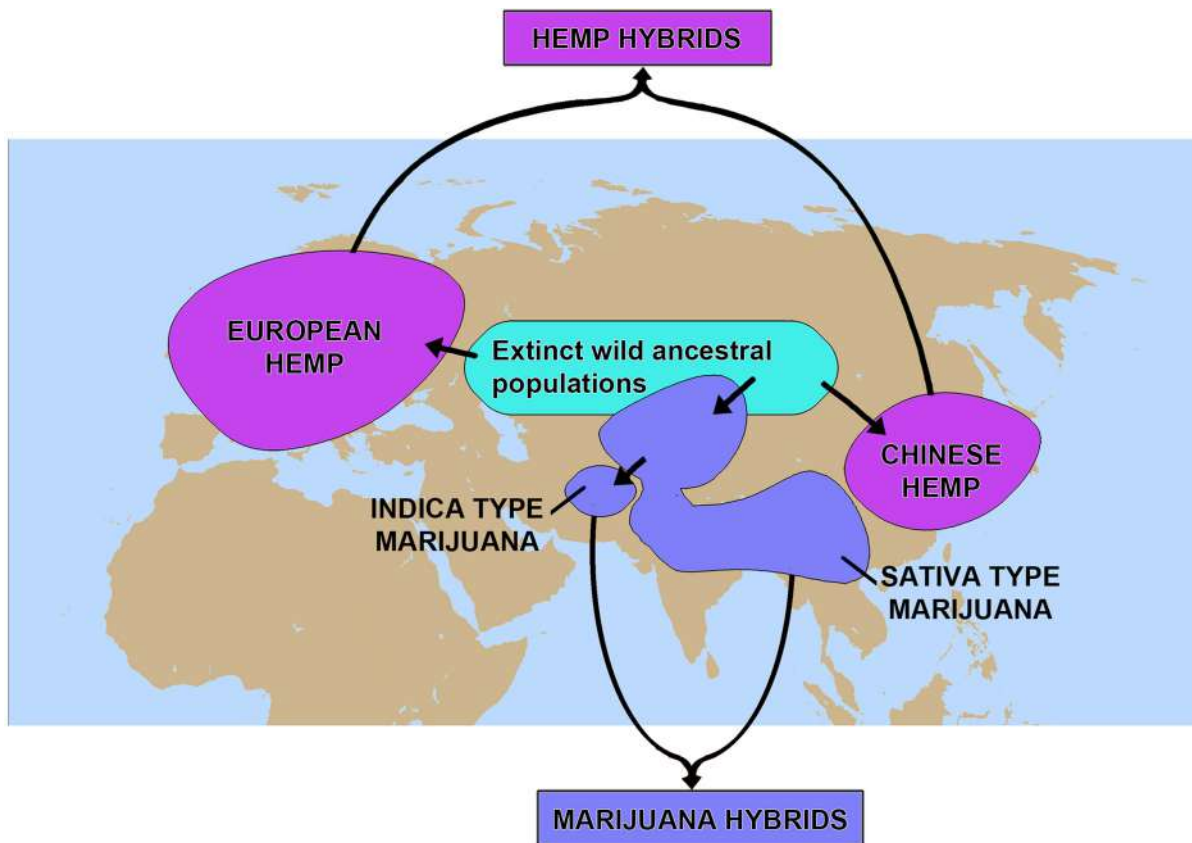 HEMP HYBRIDS
EUROPEAN
HEMP
Extinct wild ancestral
populations
CHINESE
HEMP
INDICA TYPE
MARIJUANA
SATIVA TYPE
MARIJUANA
MARIJUANA HYBRIDS